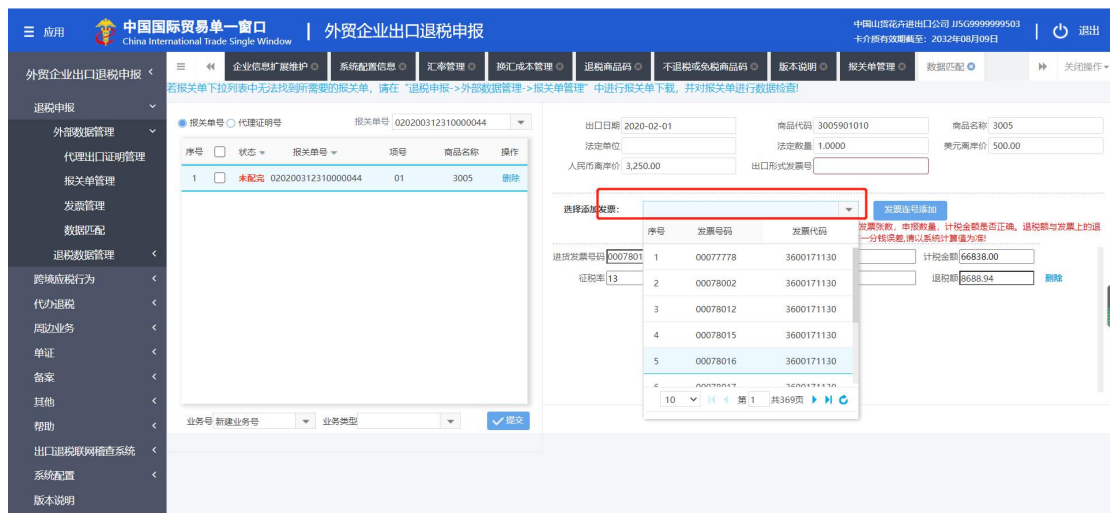 应用
中国国际贸易单一窗口
China International Trade Single Window
外贸企业出口退税申报
中国山货花卉进出口公司 JJ5G9999999503
卡介质有效期截至：2032年08月09日
退出
外贸企业出口退税申报
企业信息扩展维护 系统配置信息 汇率管理 换汇成本管理 退税商品码 不退税或免税商品码 版本说明 报关单管理 数据匹配 关闭操作
若报关单下拉列表中无法找到所需要的报关单，请在“退税申报->外部数据管理->报关单管理”中进行报关单下载，并对报关单进行数据检查!
退税申报
外部数据管理
代理出口证明管理
报关单管理
发票管理
数据匹配
退税数据管理
跨境应税行为
代办退税
周边业务
单证
备案
其他
帮助
出口退税联网稽查系统
系统配置
版本说明
报关单号 代理证明号 报关单号 020200312310000044
序号 状态 报关单号 项号 商品名称 操作
1 未配完 020200312310000044 01 3005 删除
业务号 新建业务号 业务类型 提交
出口日期 2020-02-01 商品代码 3005901010 商品名称 3005
法定单位 法定数量 1.0000 美元离岸价 500.00
人民币离岸价 3,250.00 出口形式发票号
选择添加发票： 发票连号添加
发票张数，申报数量，计税金额是否正确。退税额与发票上的退
一分钱误差,请以系统计算值为准!
进货发票号码 0007801 计税金额 66838.00
征税率 13 退税额 8688.94 删除
序号 发票号码 发票代码
1 00077778 3600171130
2 00078002 3600171130
3 00078012 3600171130
4 00078015 3600171130
5 00078016 3600171130
6 00078017 3600171130
10 第 1 共369页